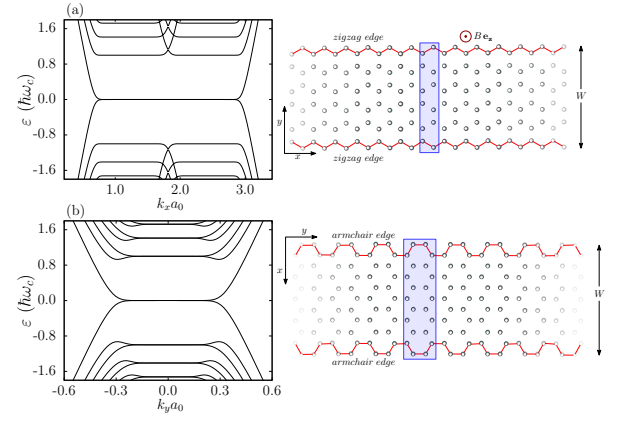 (a)
ε (ħω_c)
1.6
0.8
0.0
-0.8
-1.6
1.0
2.0
3.0
k_x a_0
zigzag edge
B e_z
W
y
x
zigzag edge
(b)
ε (ħω_c)
1.6
0.8
0.0
-0.8
-1.6
-0.6
-0.3
0.0
0.3
0.6
k_y a_0
y
armchair edge
x
W
armchair edge